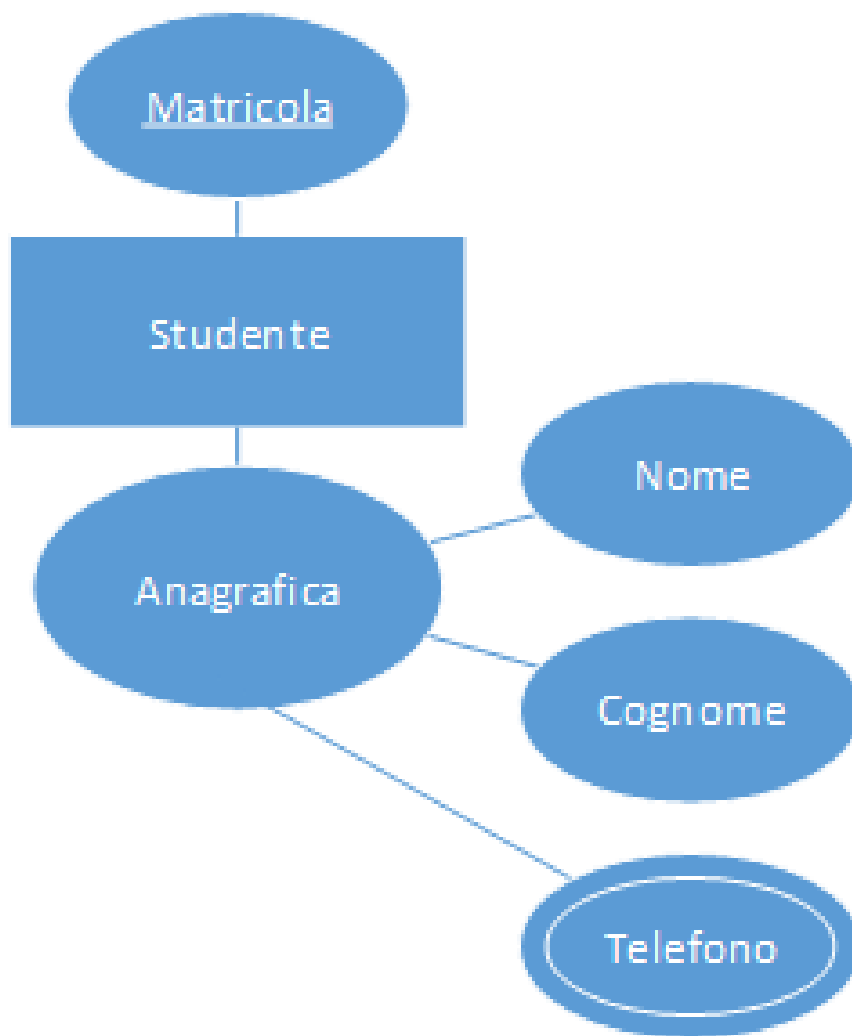 Matricola
Studente
Nome
Anagrafica
Cognome
Telefono